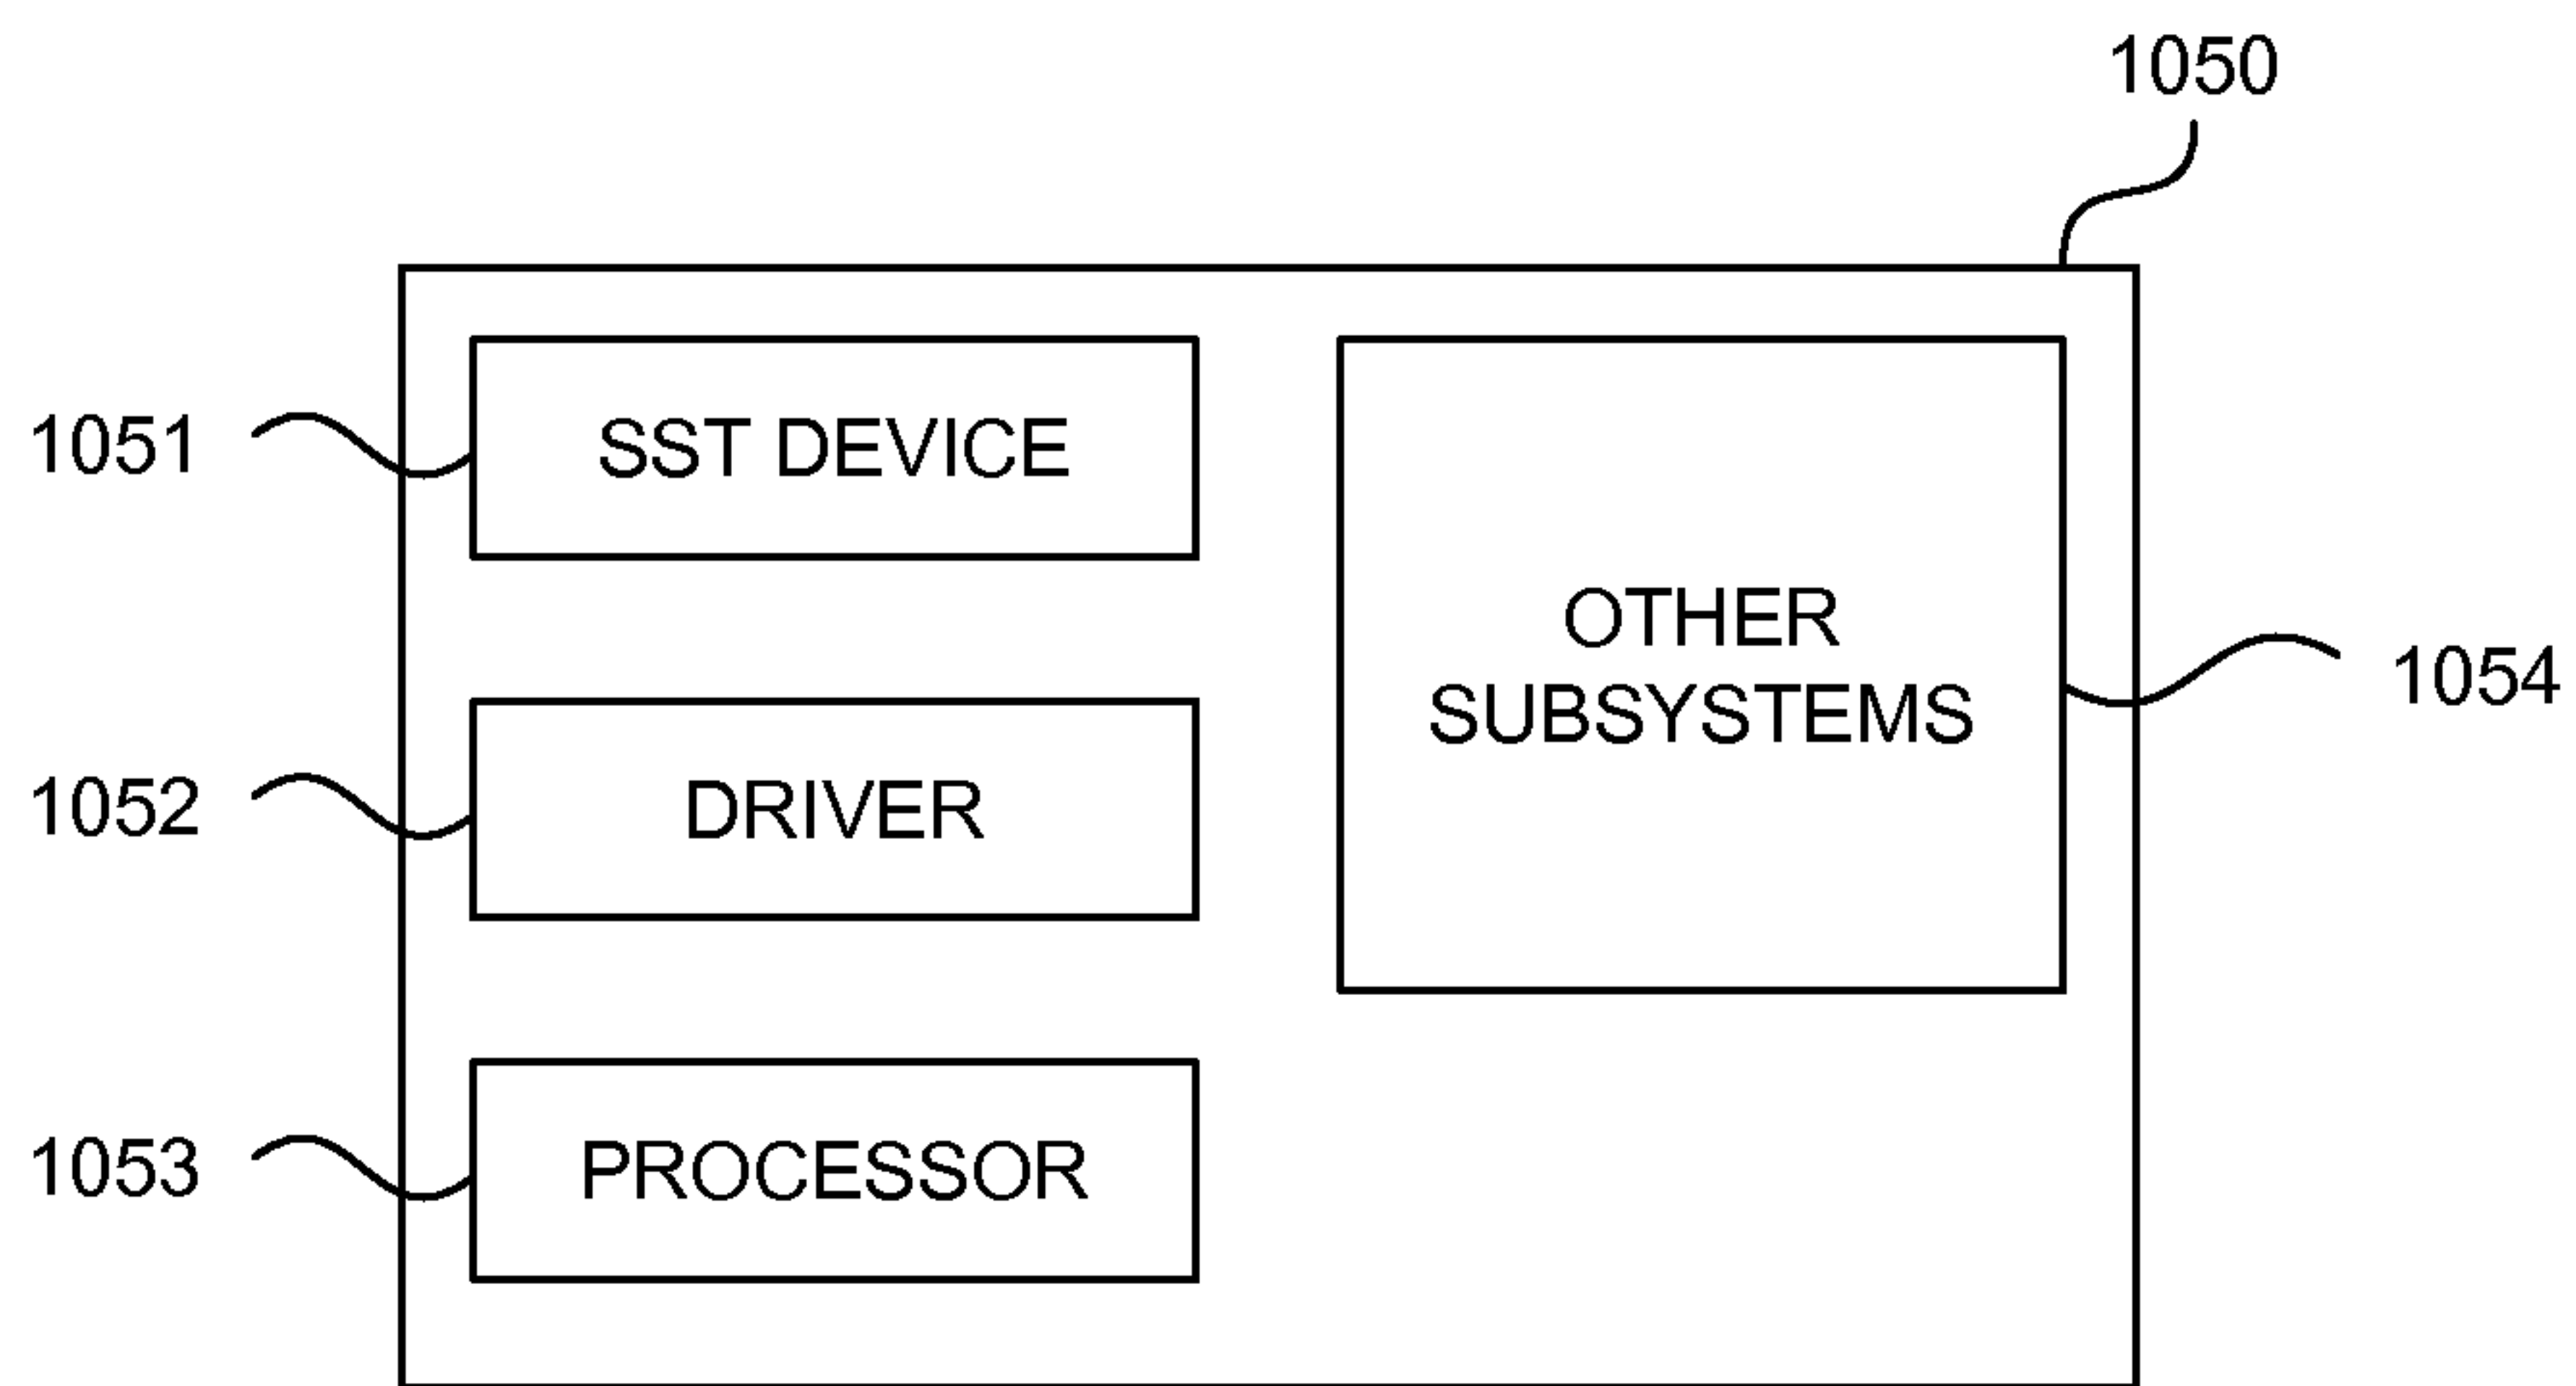 1050
1051
SST DEVICE
OTHER
SUBSYSTEMS
1054
1052
DRIVER
1053
PROCESSOR